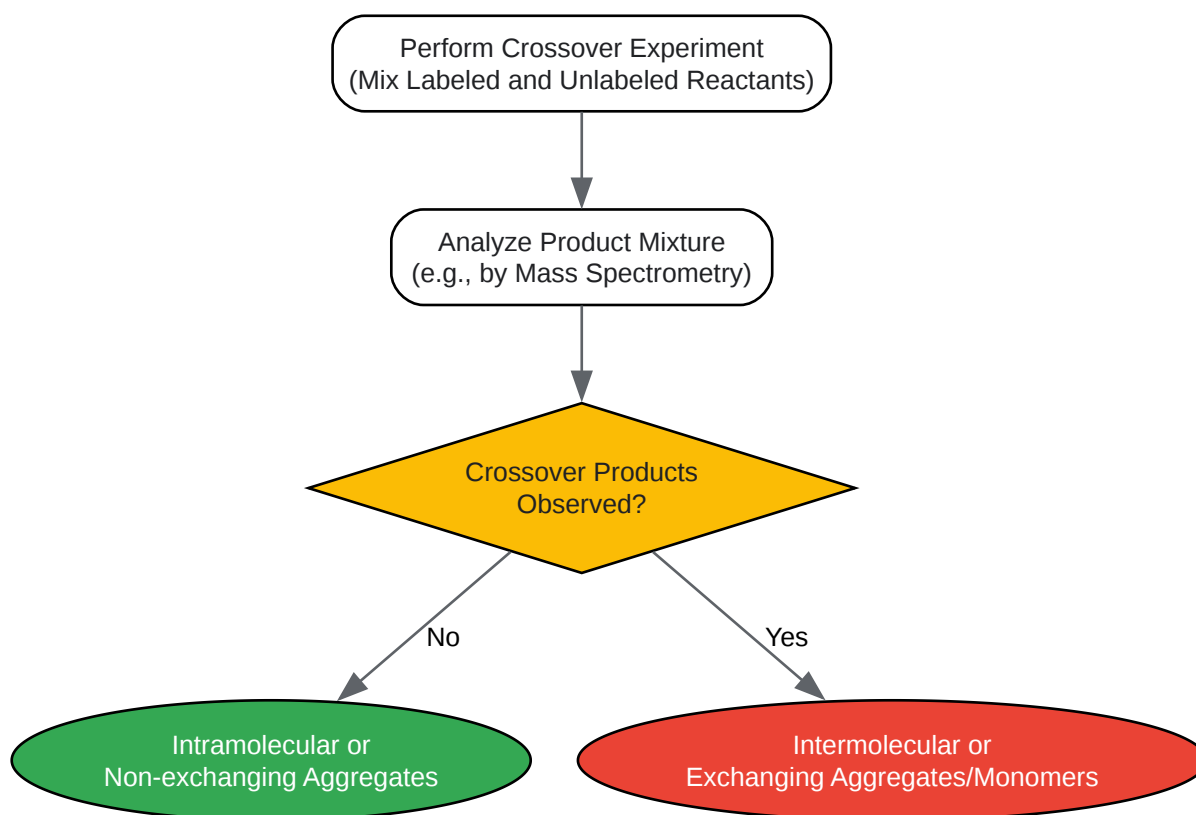 Perform Crossover Experiment
(Mix Labeled and Unlabeled Reactants)
Analyze Product Mixture
(e.g., by Mass Spectrometry)
Crossover Products
Observed?
No
Yes
Intramolecular or
Non-exchanging Aggregates
Intermolecular or
Exchanging Aggregates/Monomers